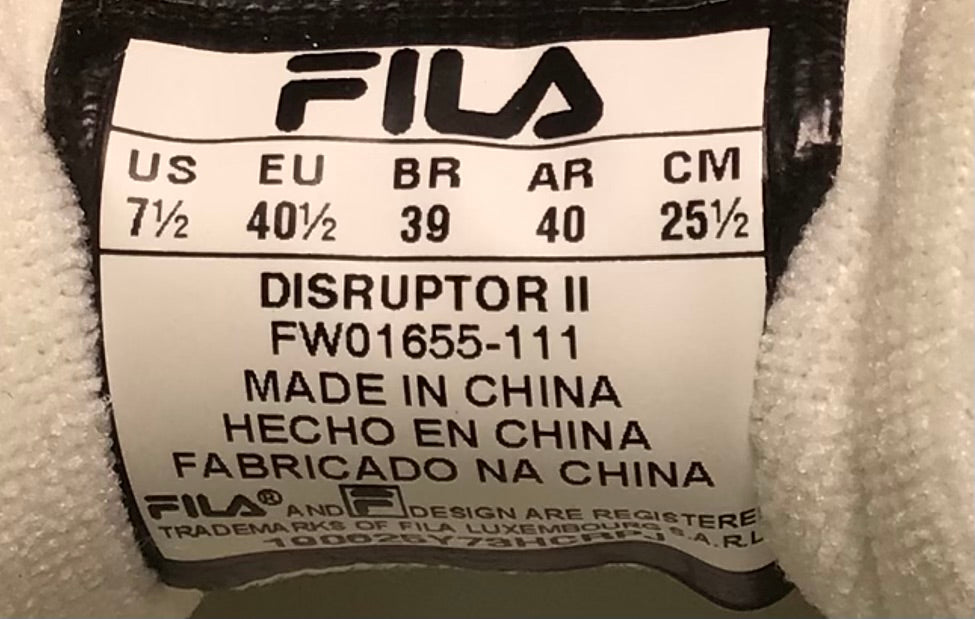 FILA
US EU BR AR CM
7½ 40½ 39 40 25½
DISRUPTOR II
FW01655-111
MADE IN CHINA
HECHO EN CHINA
FABRICADO NA CHINA
FILA® AND F DESIGN ARE REGISTERE
TRADEMARKS OF FILA LUXEMBOURG S.A.R.L